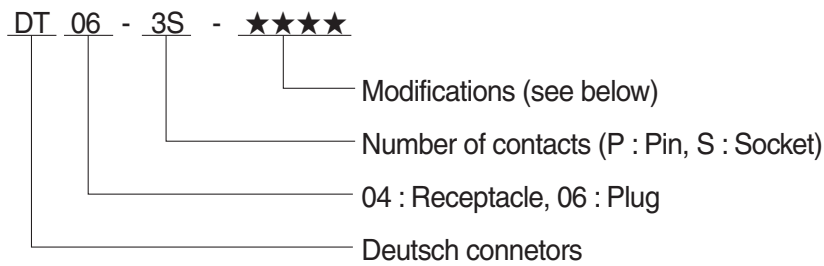 DT 06 - 3S - ★★★★
Modifications (see below)
Number of contacts (P : Pin, S : Socket)
04 : Receptacle, 06 : Plug
Deutsch connetors